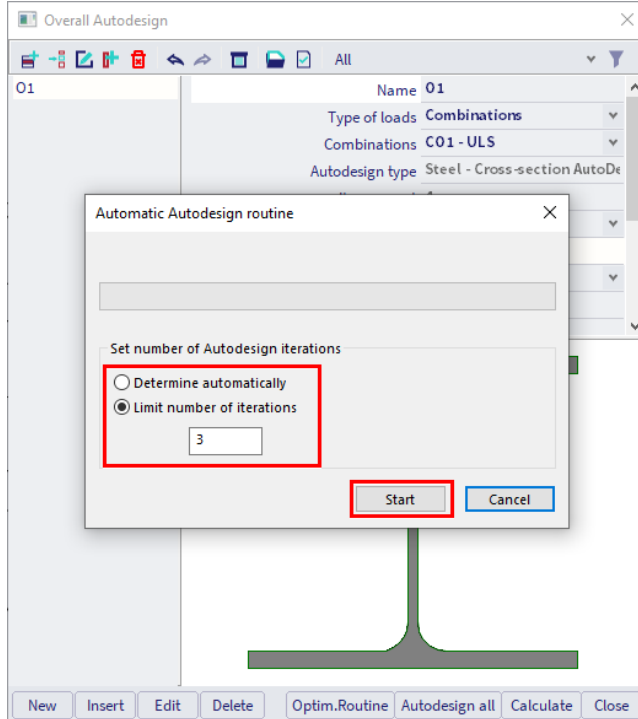 Overall Autodesign
All
O1
Name O1
Type of loads Combinations
Combinations CO1 - ULS
Autodesign type Steel - Cross-section AutoDe
Automatic Autodesign routine
Set number of Autodesign iterations
Determine automatically
Limit number of iterations
3
Start Cancel
New Insert Edit Delete Optim.Routine Autodesign all Calculate Close